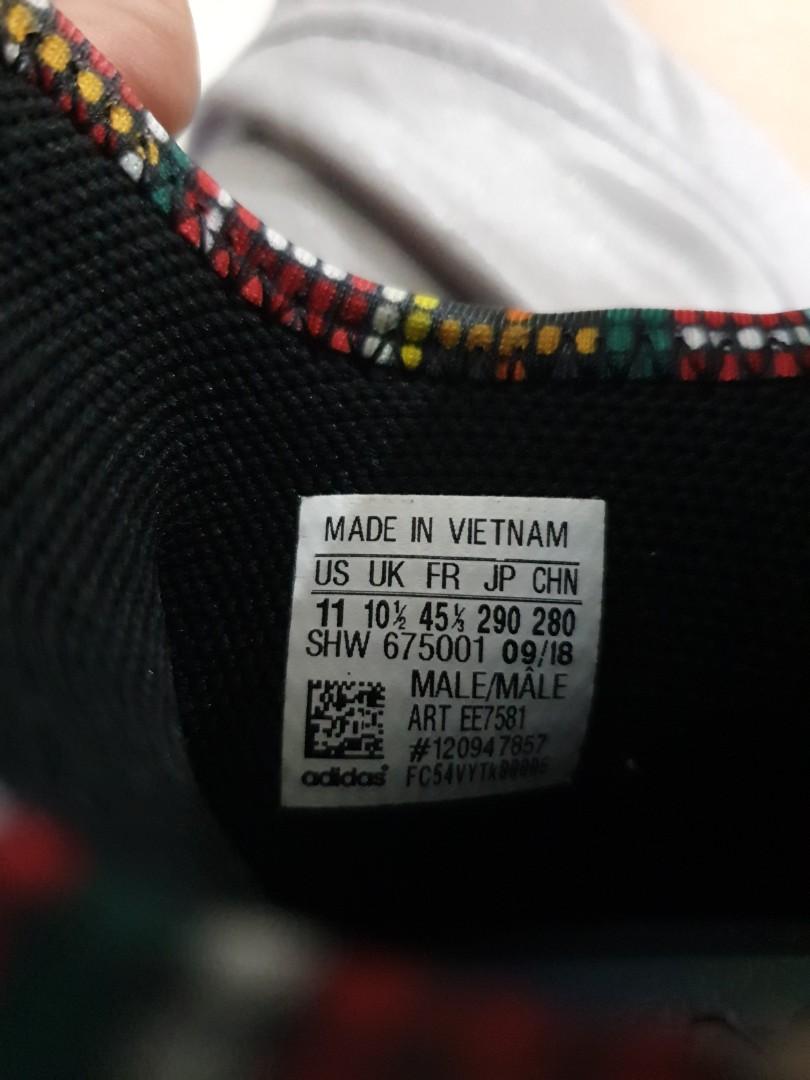 MADE IN VIETNAM
US UK FR JP CHN
11 10½ 45⅓ 290 280
SHW 675001 09/18
MALE/MÂLE
ART EE7581
#120947857
adidas